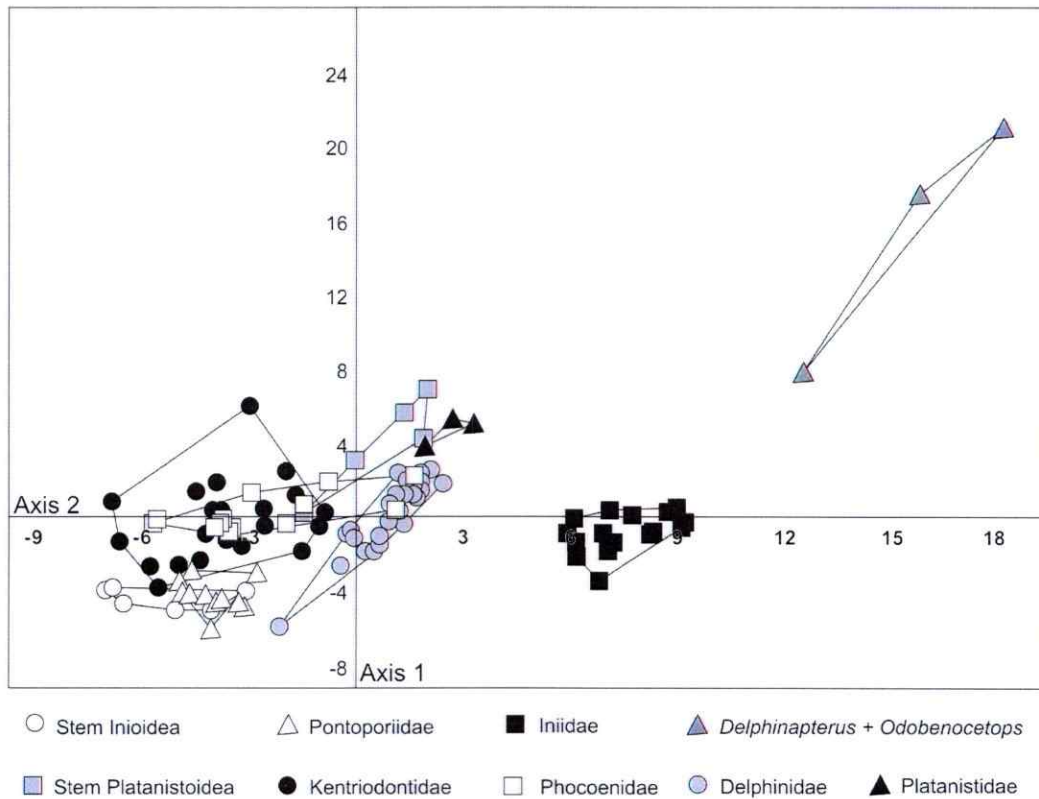 24
20
16
12
8
4
Axis 2
-9 -6 -3 3 6 9 12 15 18
-4
-8 Axis 1
Stem Inioidea Pontoporiidae Iniidae Delphinapterus + Odobenocetops
Stem Platanistoidea Kentriodontidae Phocoenidae Delphinidae Platanistidae